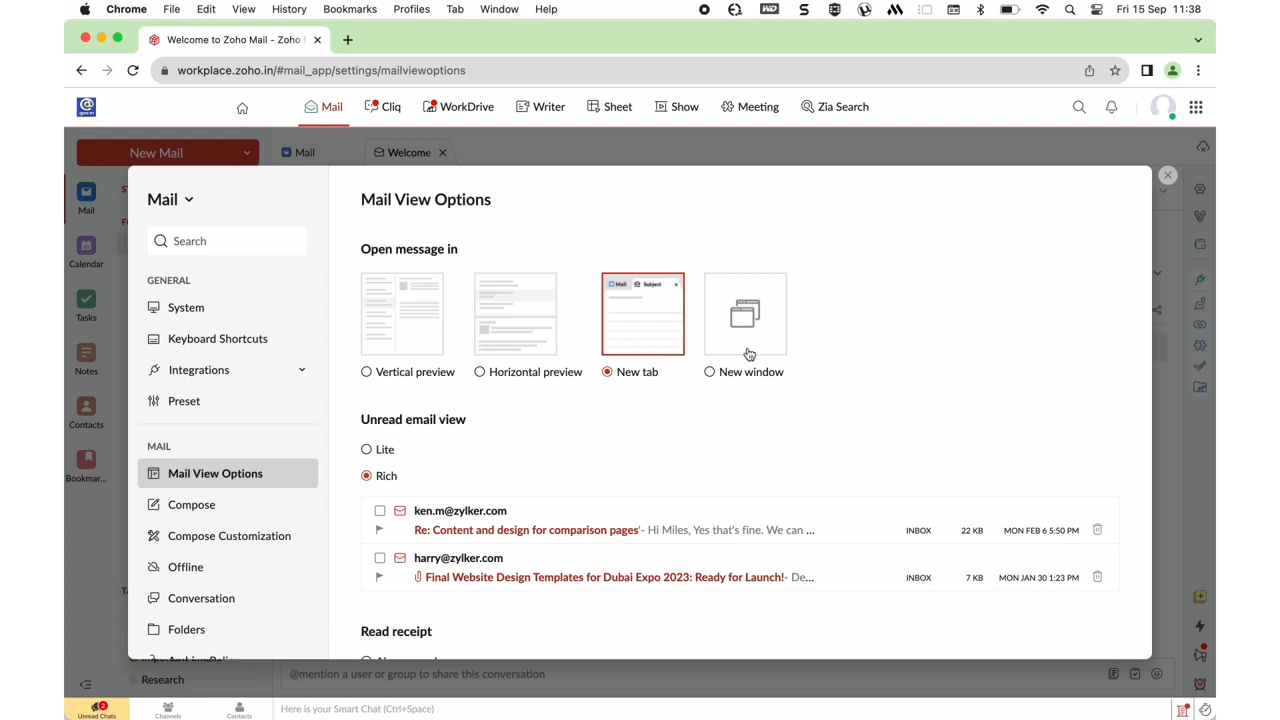 Chrome File Edit View History Bookmarks Profiles Tab Window Help
Fri 15 Sep 11:38
Welcome to Zoho Mail - Zoho
workplace.zoho.in/#mail_app/settings/mailviewoptions
Mail Cliq WorkDrive Writer Sheet Show Meeting Zia Search
New Mail
Mail
Welcome
Mail
Calendar
Tasks
Notes
Contacts
Bookmar...
Mail
Search
GENERAL
System
Keyboard Shortcuts
Integrations
Preset
MAIL
Mail View Options
Compose
Compose Customization
Offline
Conversation
Folders
Mail View Options
Open message in
Mail Subject
Vertical preview
Horizontal preview
New tab
New window
Unread email view
Lite
Rich
ken.m@zylker.com
Re: Content and design for comparison pages'- Hi Miles, Yes that's fine. We can ... INBOX 22 KB MON FEB 6 5:50 PM
harry@zylker.com
Final Website Design Templates for Dubai Expo 2023: Ready for Launch!- De... INBOX 7 KB MON JAN 30 1:23 PM
Read receipt
Research
@mention a user or group to share this conversation
2
Unread Chats
Channels
Contacts
Here is your Smart Chat (Ctrl+Space)